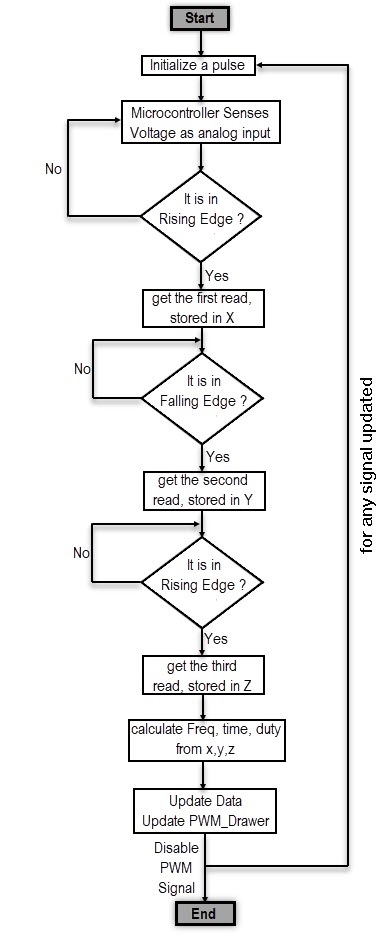 Start
Initialize a pulse
Microcontroller Senses
Voltage as analog input
No
It is in
Rising Edge ?
Yes
get the first read,
stored in X
No
It is in
Falling Edge ?
Yes
get the second
read, stored in Y
No
It is in
Rising Edge ?
Yes
get the third
read, stored in Z
calculate Freq, time, duty
from x,y,z
Update Data
Update PWM_Drawer
Disable
PWM
Signal
End
for any signal updated